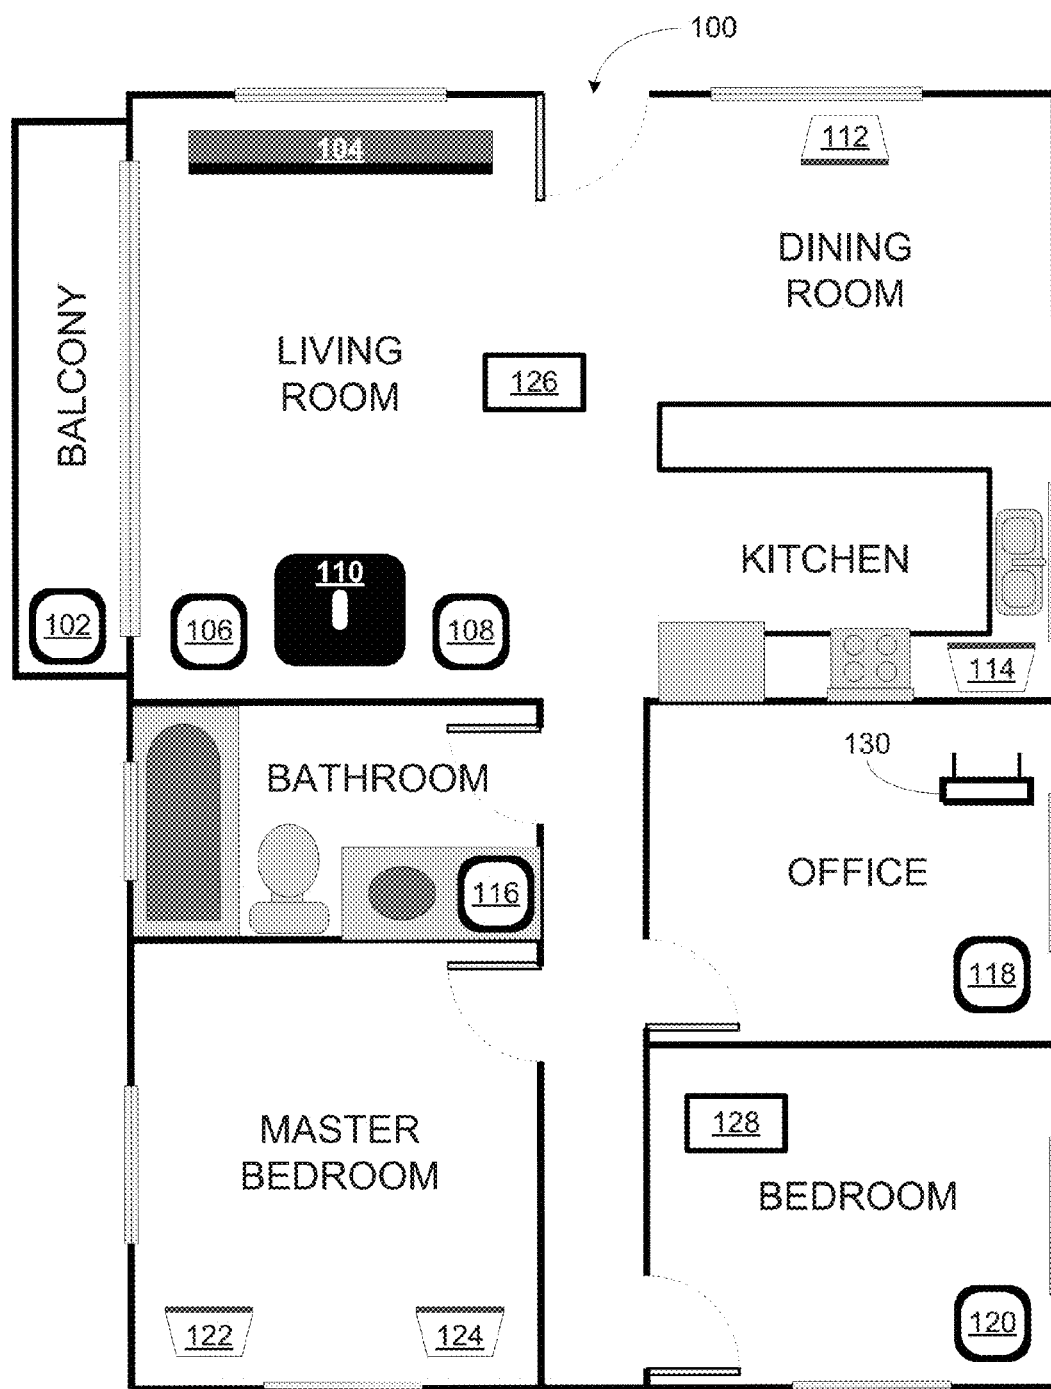 100
104
112
DINING
ROOM
BALCONY
LIVING
ROOM
126
KITCHEN
110
102
106
108
114
130
BATHROOM
OFFICE
116
118
128
MASTER
BEDROOM
BEDROOM
122
124
120